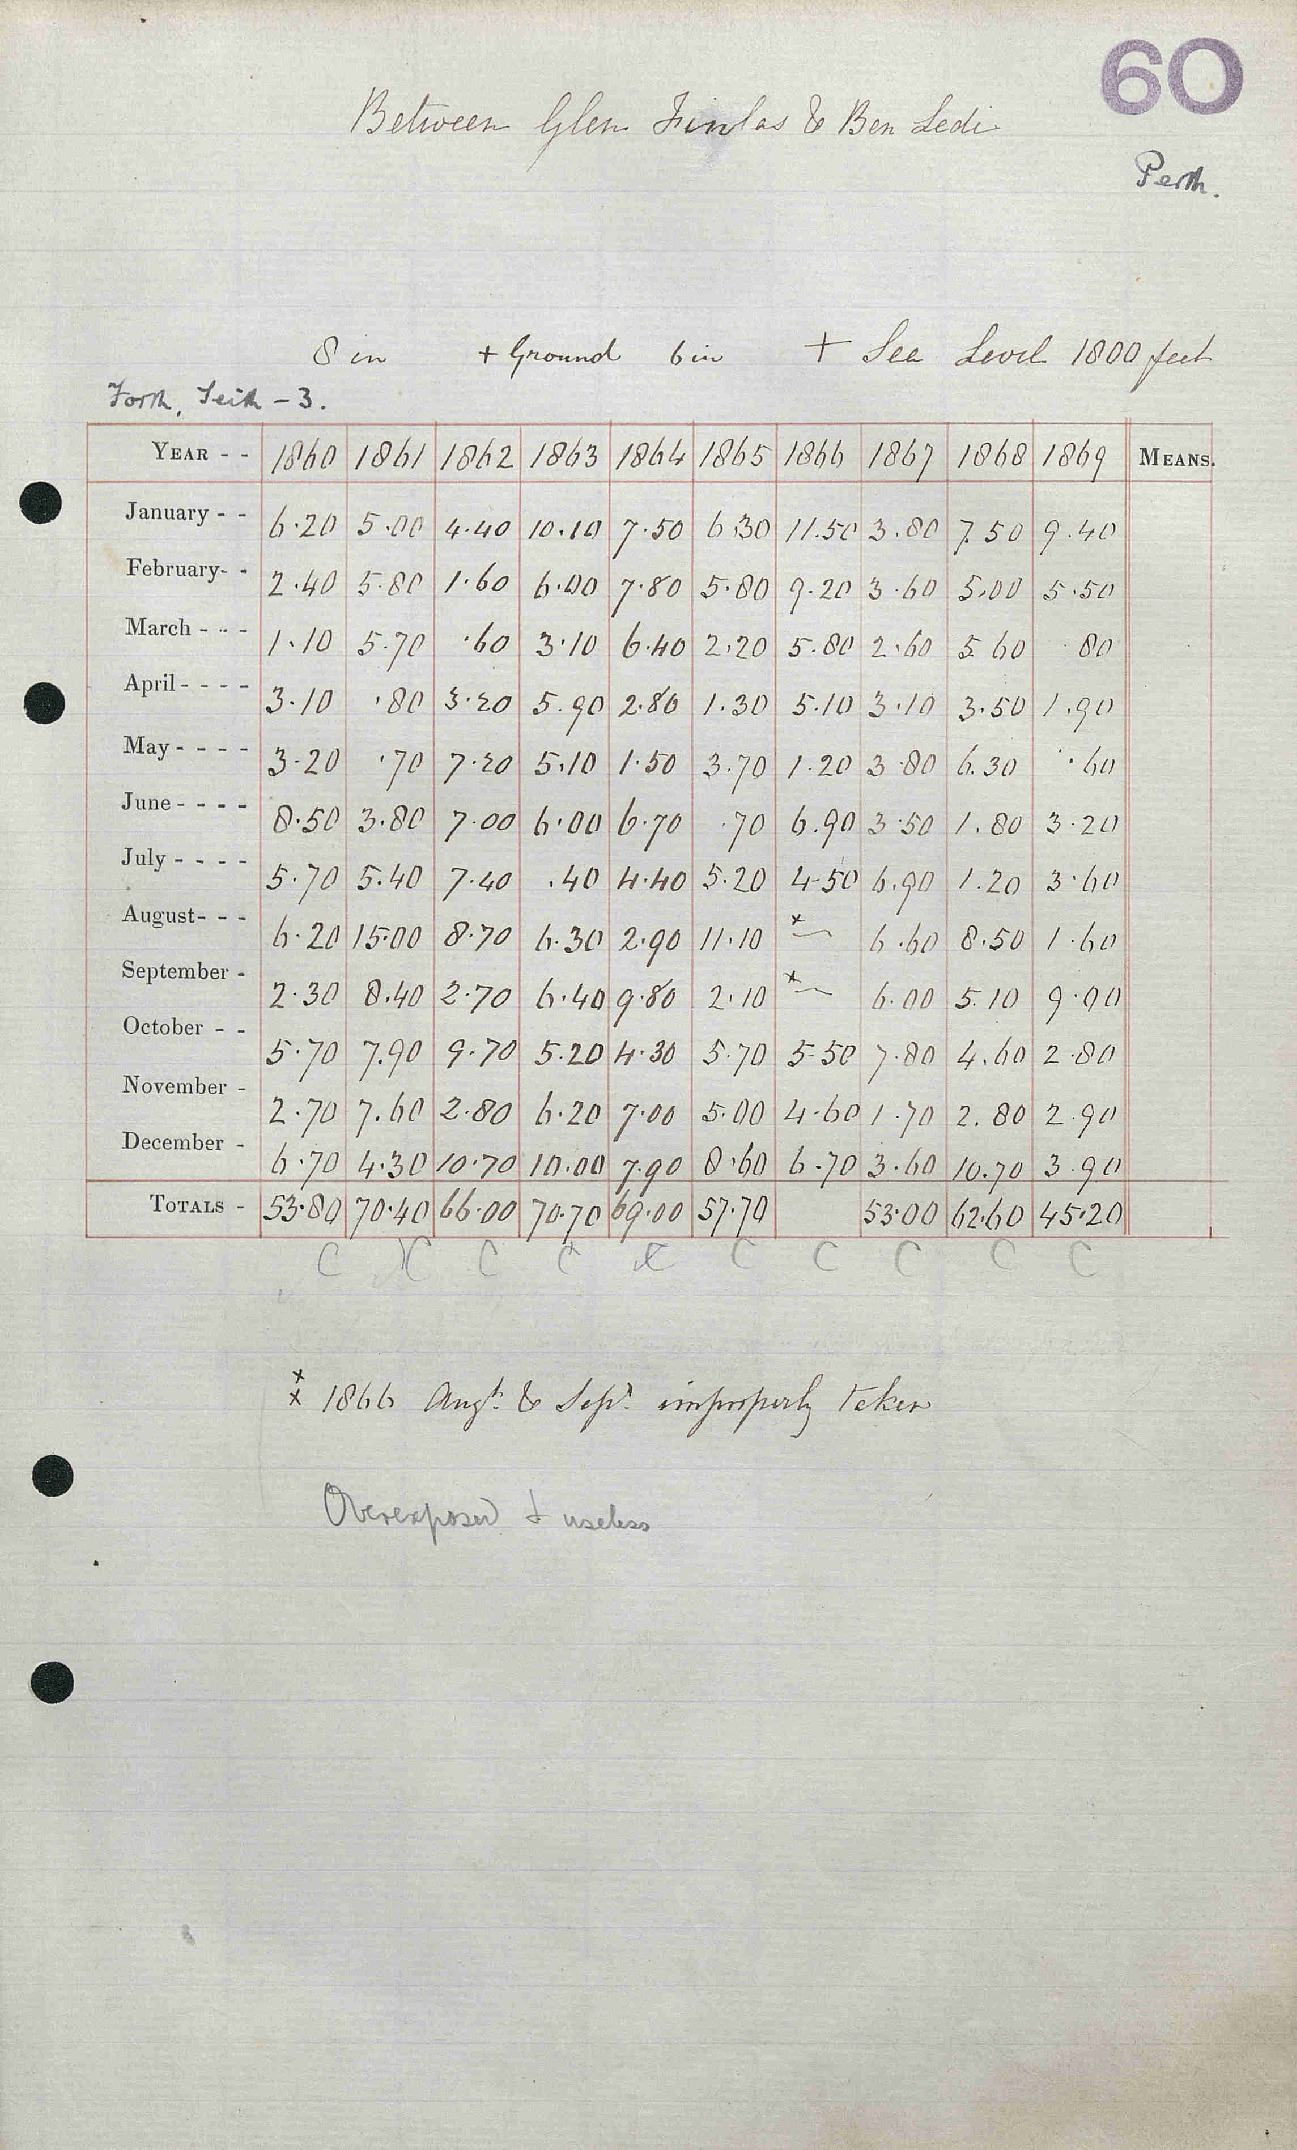 60
Between Glen Finlas & Ben Ledi
Perth.
8 in + Ground 6 in + Sea Level 1800 feet
Forth, Teith - 3.
YEAR - - 1860 1861 1862 1863 1864 1865 1866 1867 1868 1869 MEANS.
January - - 6.20 5.00 4.40 10.10 7.50 6.30 11.50 3.80 7.50 9.40
February- - 2.40 5.80 1.60 6.00 7.80 5.80 9.20 3.60 5.00 5.50
March - - - 1.10 5.70 .60 3.10 6.40 2.20 5.80 2.60 5.60 .80
April - - - - 3.10 .80 3.20 5.90 2.80 1.30 5.10 3.10 3.50 1.90
May - - - - 3.20 .70 7.20 5.10 1.50 3.70 1.20 3.80 6.30 .60
June - - - - 8.50 3.80 7.00 6.00 6.70 .70 6.90 3.50 1.80 3.20
July - - - - 5.70 5.40 7.40 .40 4.40 5.20 4.50 6.90 1.20 3.60
August- - - 6.20 15.00 8.70 6.30 2.90 11.10 x — 6.60 8.50 1.60
September - 2.30 8.40 2.70 6.40 9.80 2.10 x — 6.00 5.10 9.00
October - - 5.70 7.90 9.70 5.20 4.30 5.70 5.50 7.80 4.60 2.80
November - 2.70 7.60 2.80 6.20 7.00 5.00 4.60 1.70 2.80 2.90
December - 6.70 4.30 10.70 10.00 7.90 8.60 6.70 3.60 10.70 3.90
TOTALS - 53.80 70.40 66.00 70.70 69.00 57.70 53.00 62.60 45.20
C C C C C C C C C C
x x 1866 Augt. & Sept. improperly taken
Overexposed & useless